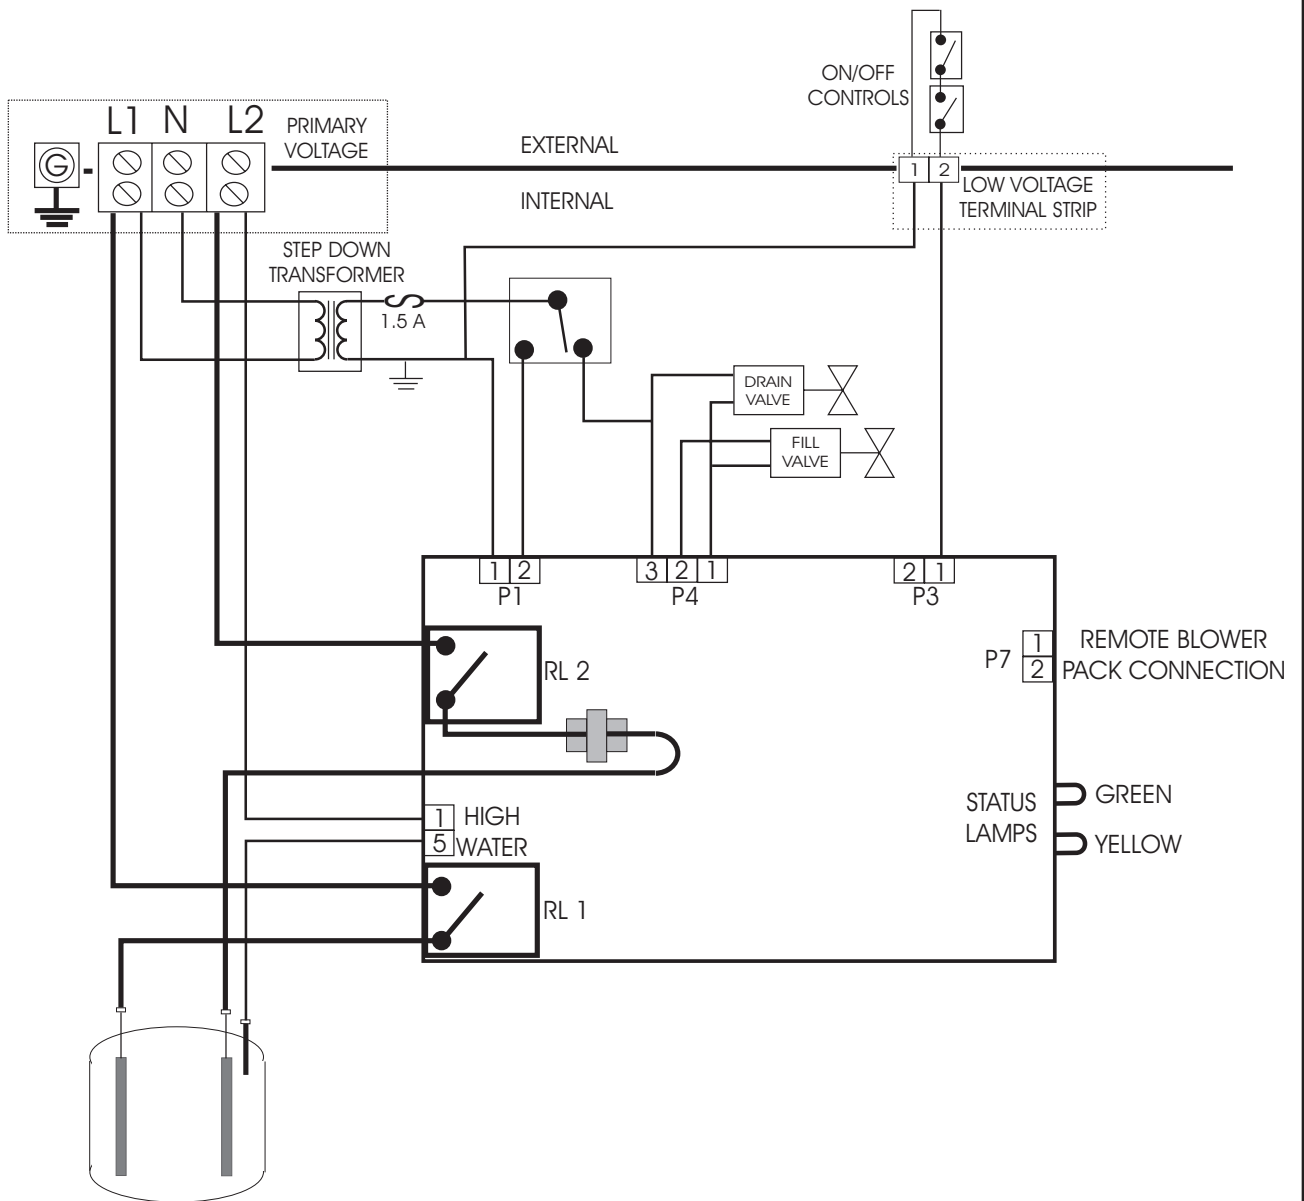 ON/OFF
CONTROLS
L1 N L2
PRIMARY
VOLTAGE
G
EXTERNAL
INTERNAL
1 2
LOW VOLTAGE
TERMINAL STRIP
STEP DOWN
TRANSFORMER
1.5 A
DRAIN
VALVE
FILL
VALVE
1 2
P1
3 2 1
P4
2 1
P3
RL 2
P7
1
2
REMOTE BLOWER
PACK CONNECTION
1 HIGH
5 WATER
STATUS
LAMPS
GREEN
YELLOW
RL 1